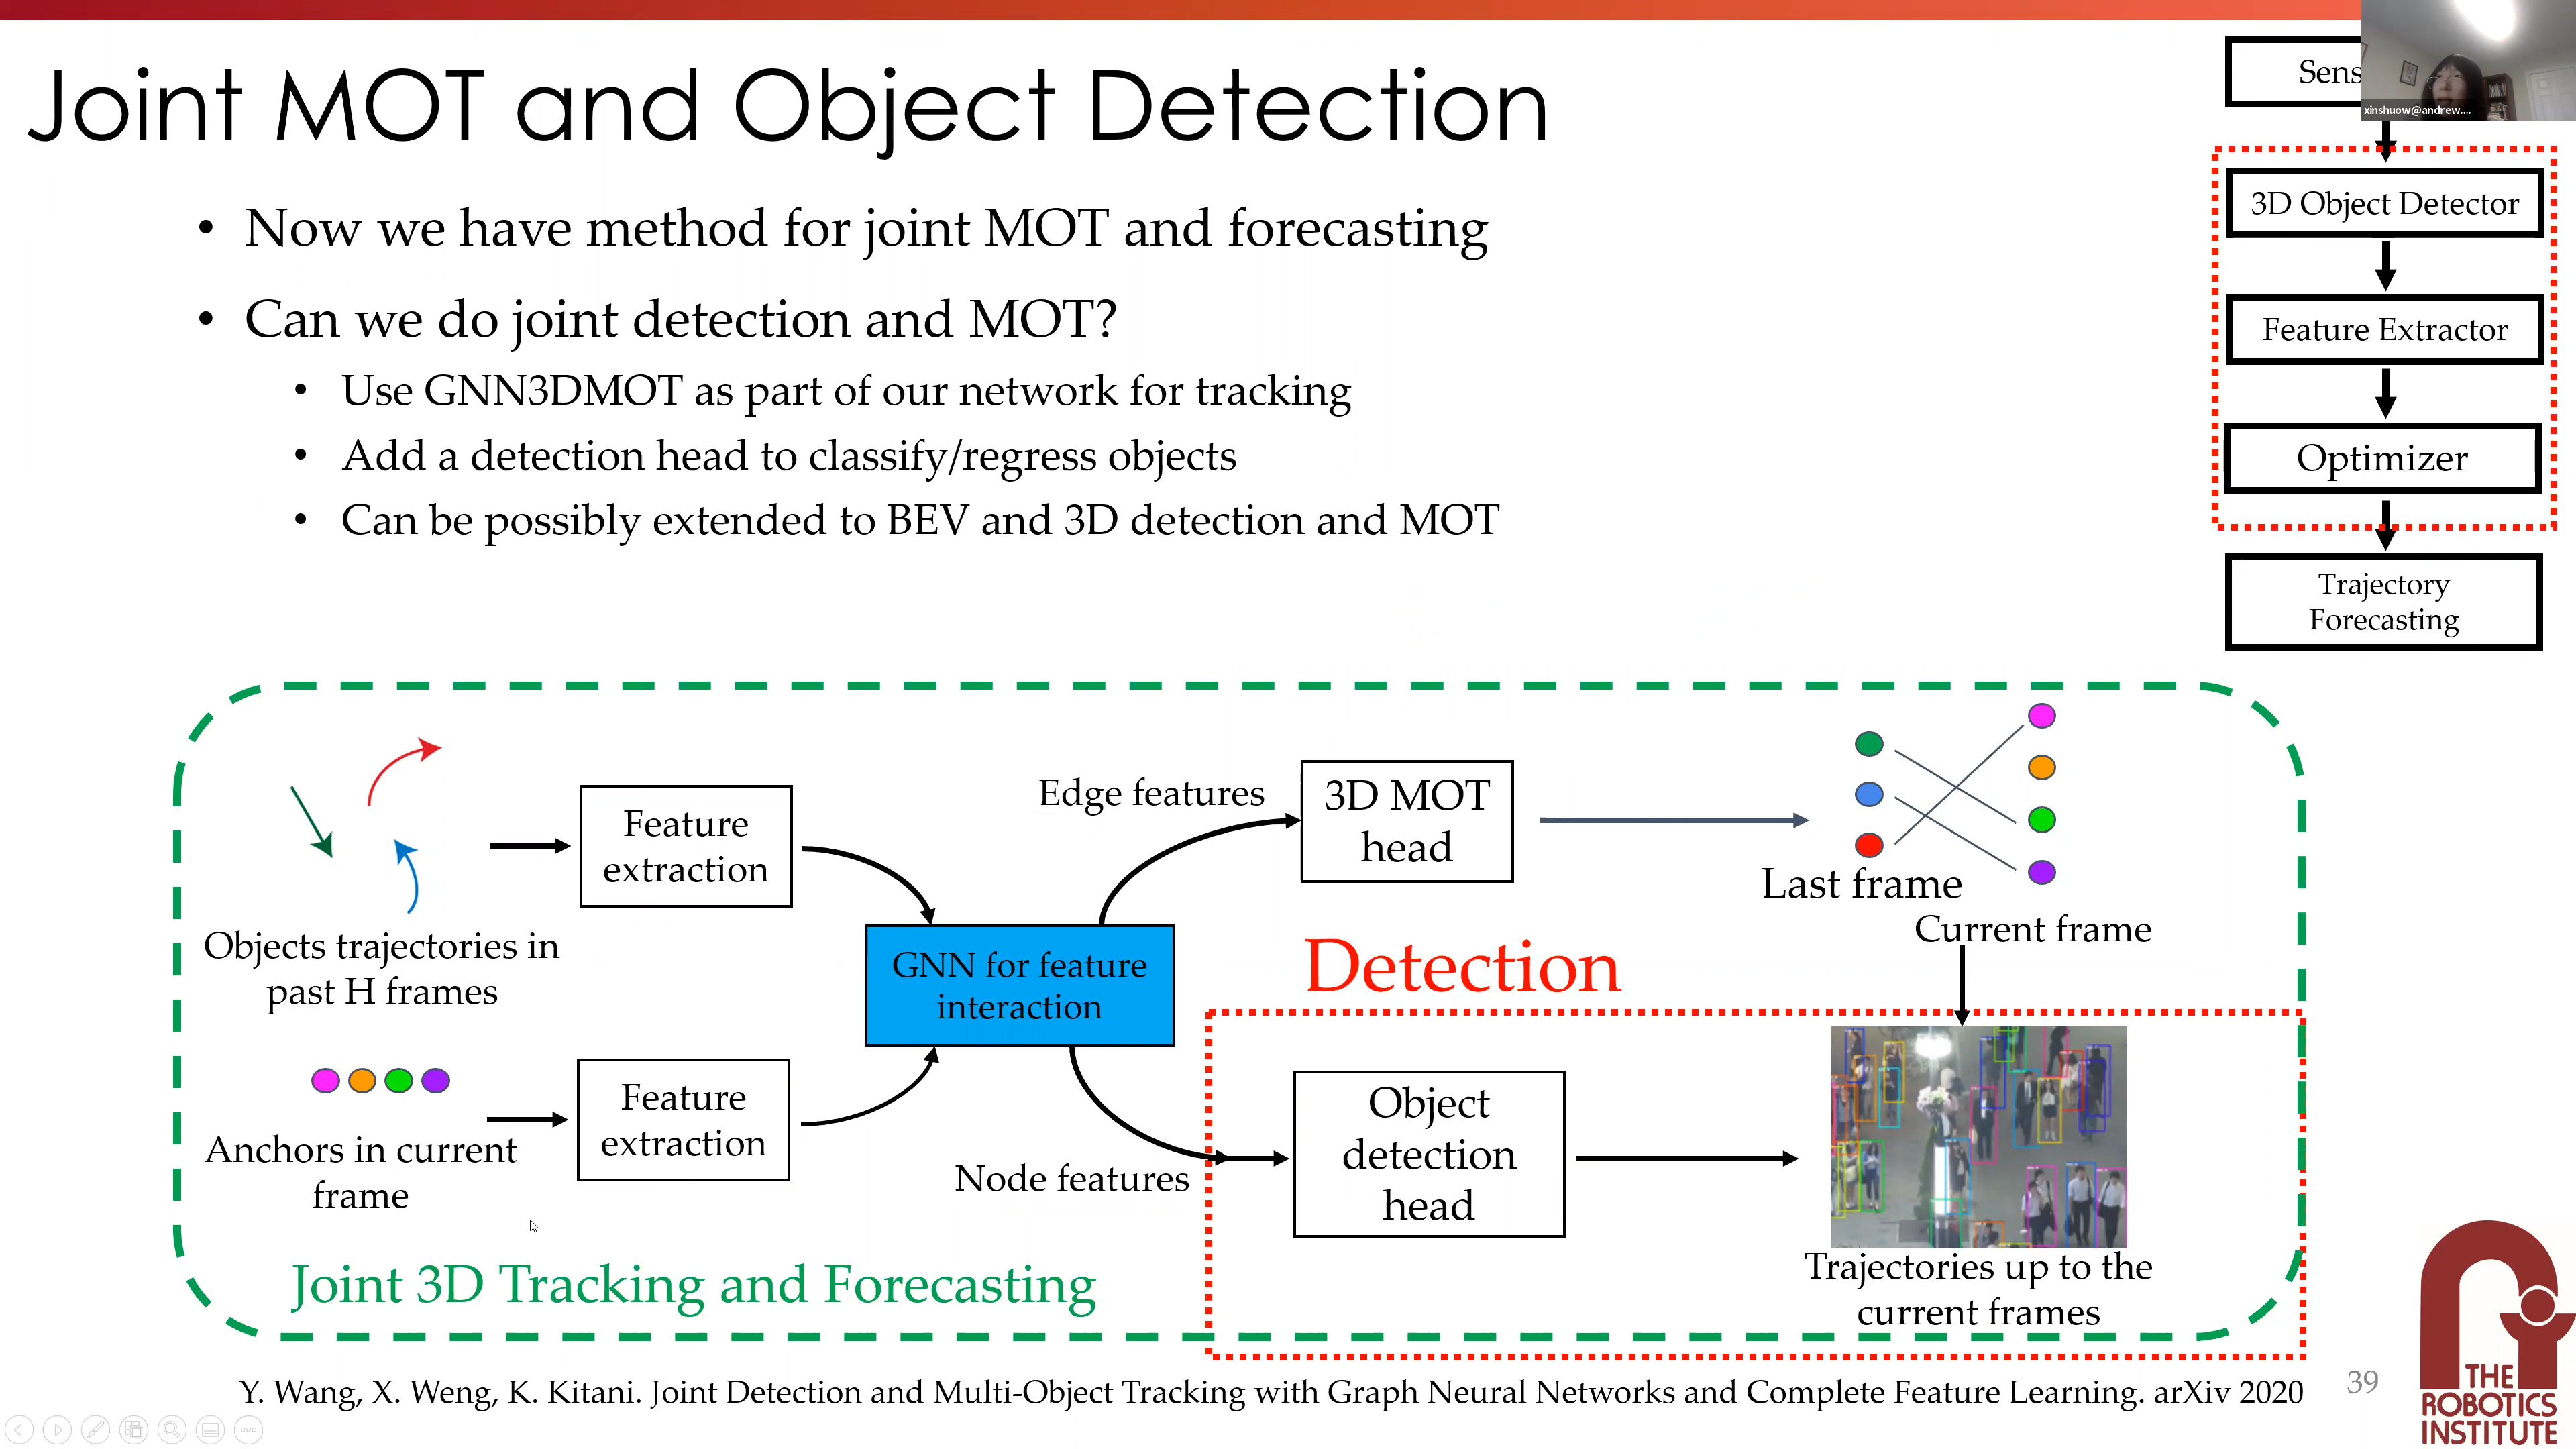 Joint MOT and Object Detection
Sens
xinshuow@andrew....
• Now we have method for joint MOT and forecasting
• Can we do joint detection and MOT?
• Use GNN3DMOT as part of our network for tracking
• Add a detection head to classify/regress objects
• Can be possibly extended to BEV and 3D detection and MOT
3D Object Detector
Feature Extractor
Optimizer
Trajectory
Forecasting
Objects trajectories in
past H frames
Feature
extraction
Anchors in current
frame
Feature
extraction
GNN for feature
interaction
Edge features
Node features
3D MOT
head
Last frame
Current frame
Detection
Object
detection
head
Trajectories up to the
current frames
Joint 3D Tracking and Forecasting
Y. Wang, X. Weng, K. Kitani. Joint Detection and Multi-Object Tracking with Graph Neural Networks and Complete Feature Learning. arXiv 2020
39
THE
ROBOTICS
INSTITUTE